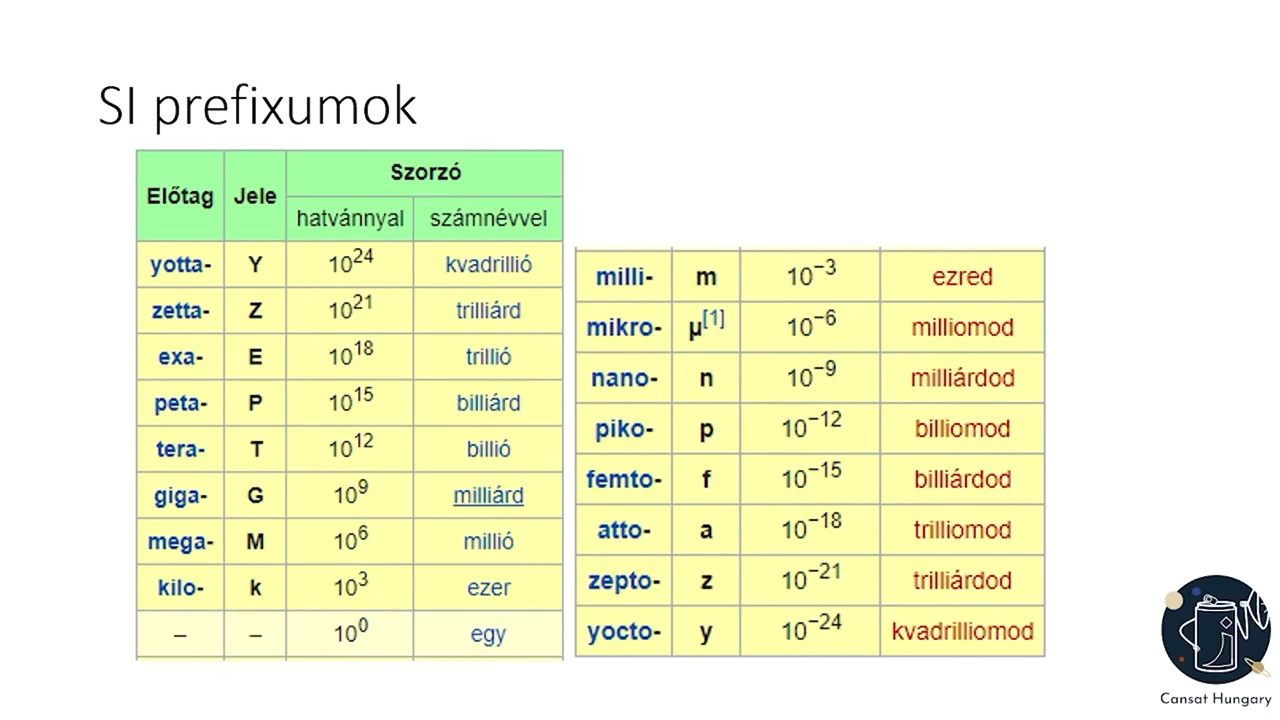 SI prefixumok
Előtag Jele Szorzó
hatvánnyal számnévvel
yotta- Y 10^24 kvadrillió
zetta- Z 10^21 trilliárd
exa- E 10^18 trillió
peta- P 10^15 billiárd
tera- T 10^12 billió
giga- G 10^9 milliárd
mega- M 10^6 millió
kilo- k 10^3 ezer
– – 10^0 egy
milli- m 10^−3 ezred
mikro- µ[1] 10^−6 milliomod
nano- n 10^−9 milliárdod
piko- p 10^−12 billiomod
femto- f 10^−15 billiárdod
atto- a 10^−18 trilliomod
zepto- z 10^−21 trilliárdod
yocto- y 10^−24 kvadrilliomod
Cansat Hungary